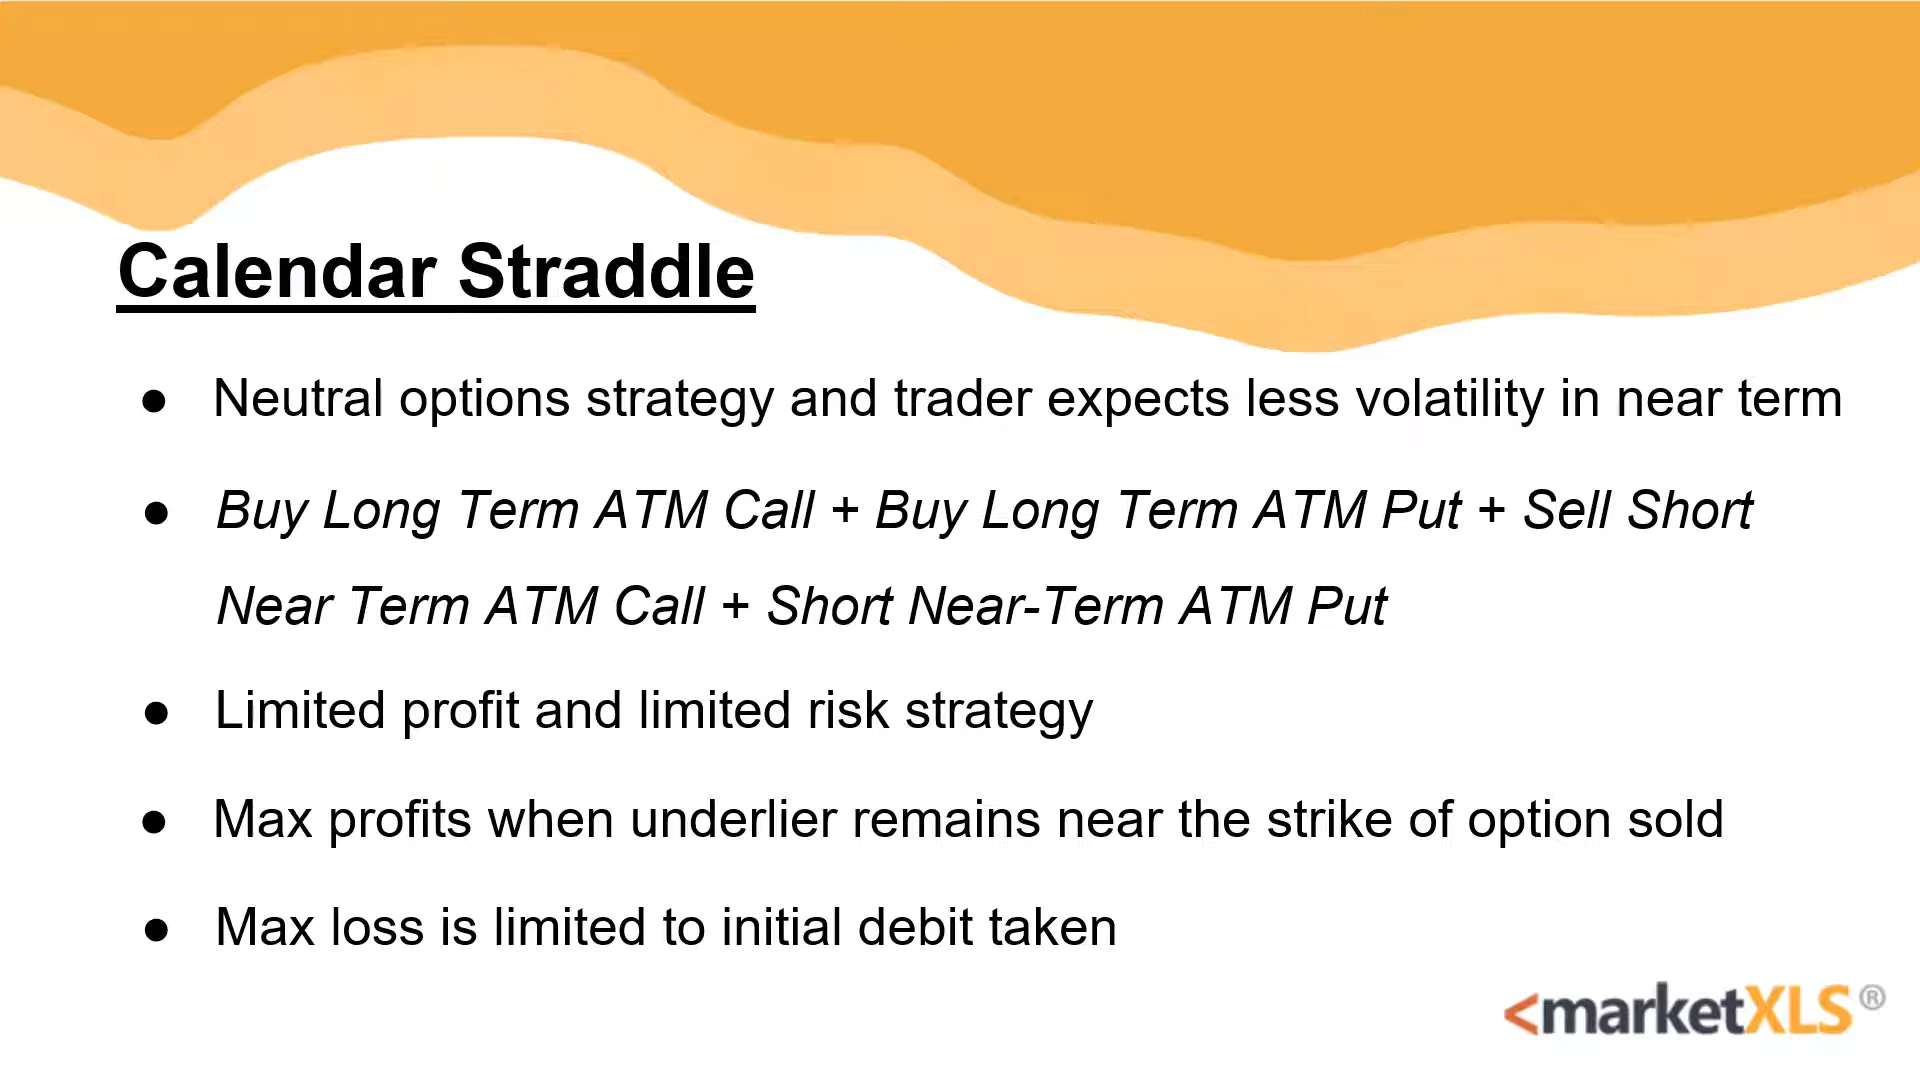 Calendar Straddle
● Neutral options strategy and trader expects less volatility in near term
● Buy Long Term ATM Call + Buy Long Term ATM Put + Sell Short
Near Term ATM Call + Short Near-Term ATM Put
● Limited profit and limited risk strategy
● Max profits when underlier remains near the strike of option sold
● Max loss is limited to initial debit taken
<marketXLS®